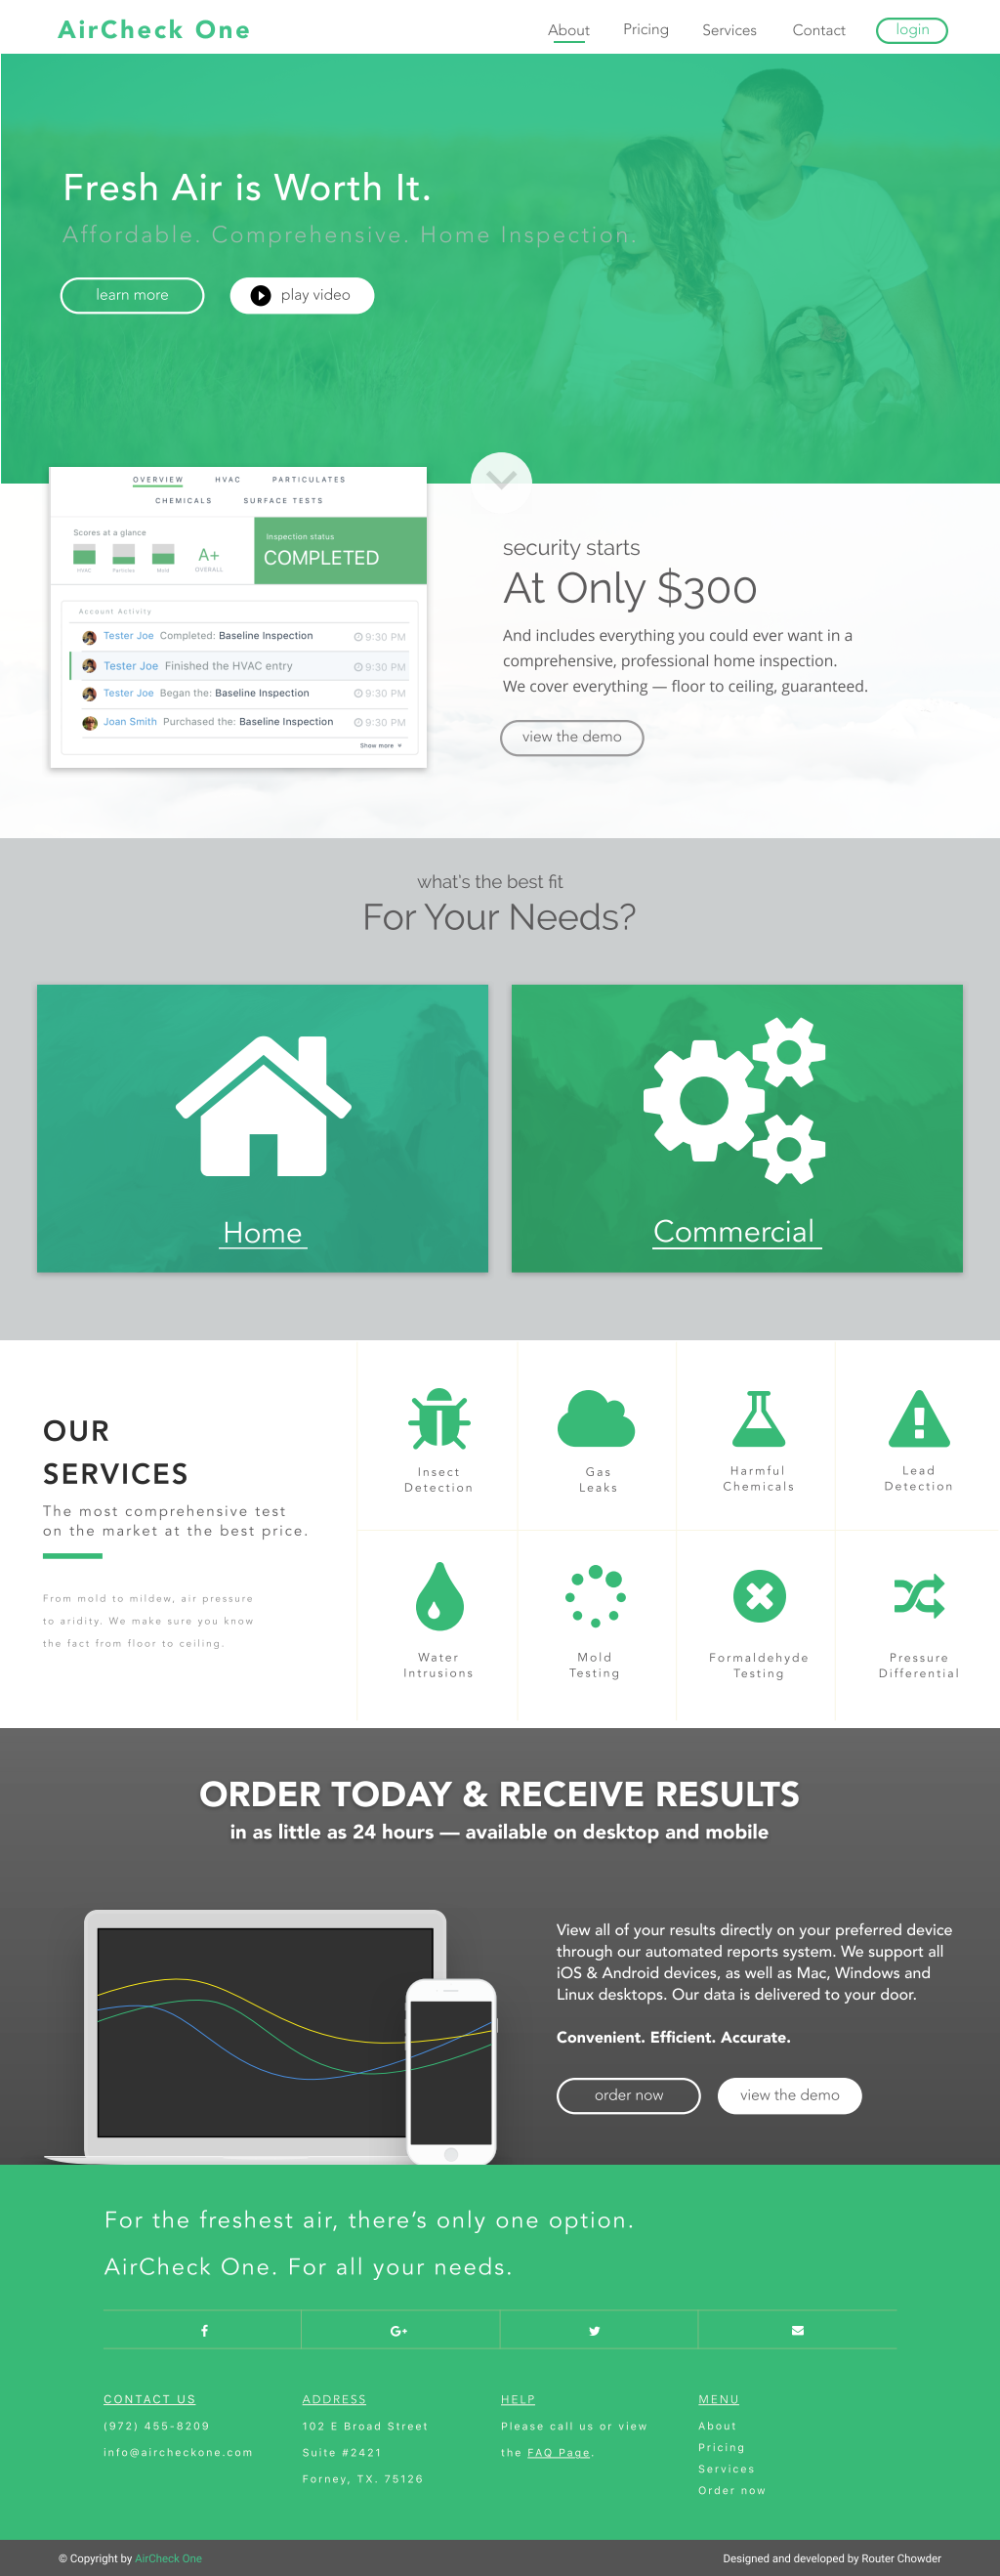 AirCheck One
About Pricing Services Contact login
Fresh Air is Worth It.
Affordable. Comprehensive. Home Inspection.
learn more play video
OVERVIEW HVAC PARTICULATES
CHEMICALS SURFACE TESTS
Scores at a glance
HVAC Particles Mold
A+
OVERALL
Inspection status
COMPLETED
Account Activity
Tester Joe Completed: Baseline Inspection 9:30 PM
Tester Joe Finished the HVAC entry 9:30 PM
Tester Joe Began the: Baseline Inspection 9:30 PM
Joan Smith Purchased the: Baseline Inspection 9:30 PM
Show more
security starts
At Only $300
And includes everything you could ever want in a
comprehensive, professional home inspection.
We cover everything — floor to ceiling, guaranteed.
view the demo
what's the best fit
For Your Needs?
Home
Commercial
OUR
SERVICES
The most comprehensive test
on the market at the best price.
From mold to mildew, air pressure
to aridity. We make sure you know
the fact from floor to ceiling.
Insect
Detection
Gas
Leaks
Harmful
Chemicals
Lead
Detection
Water
Intrusions
Mold
Testing
Formaldehyde
Testing
Pressure
Differential
ORDER TODAY & RECEIVE RESULTS
in as little as 24 hours — available on desktop and mobile
View all of your results directly on your preferred device
through our automated reports system. We support all
iOS & Android devices, as well as Mac, Windows and
Linux desktops. Our data is delivered to your door.
Convenient. Efficient. Accurate.
order now view the demo
For the freshest air, there's only one option.
AirCheck One. For all your needs.
CONTACT US
(972) 455-8209
info@aircheckone.com
ADDRESS
102 E Broad Street
Suite #2421
Forney, TX. 75126
HELP
Please call us or view
the FAQ Page.
MENU
About
Pricing
Services
Order now
© Copyright by AirCheck One
Designed and developed by Router Chowder